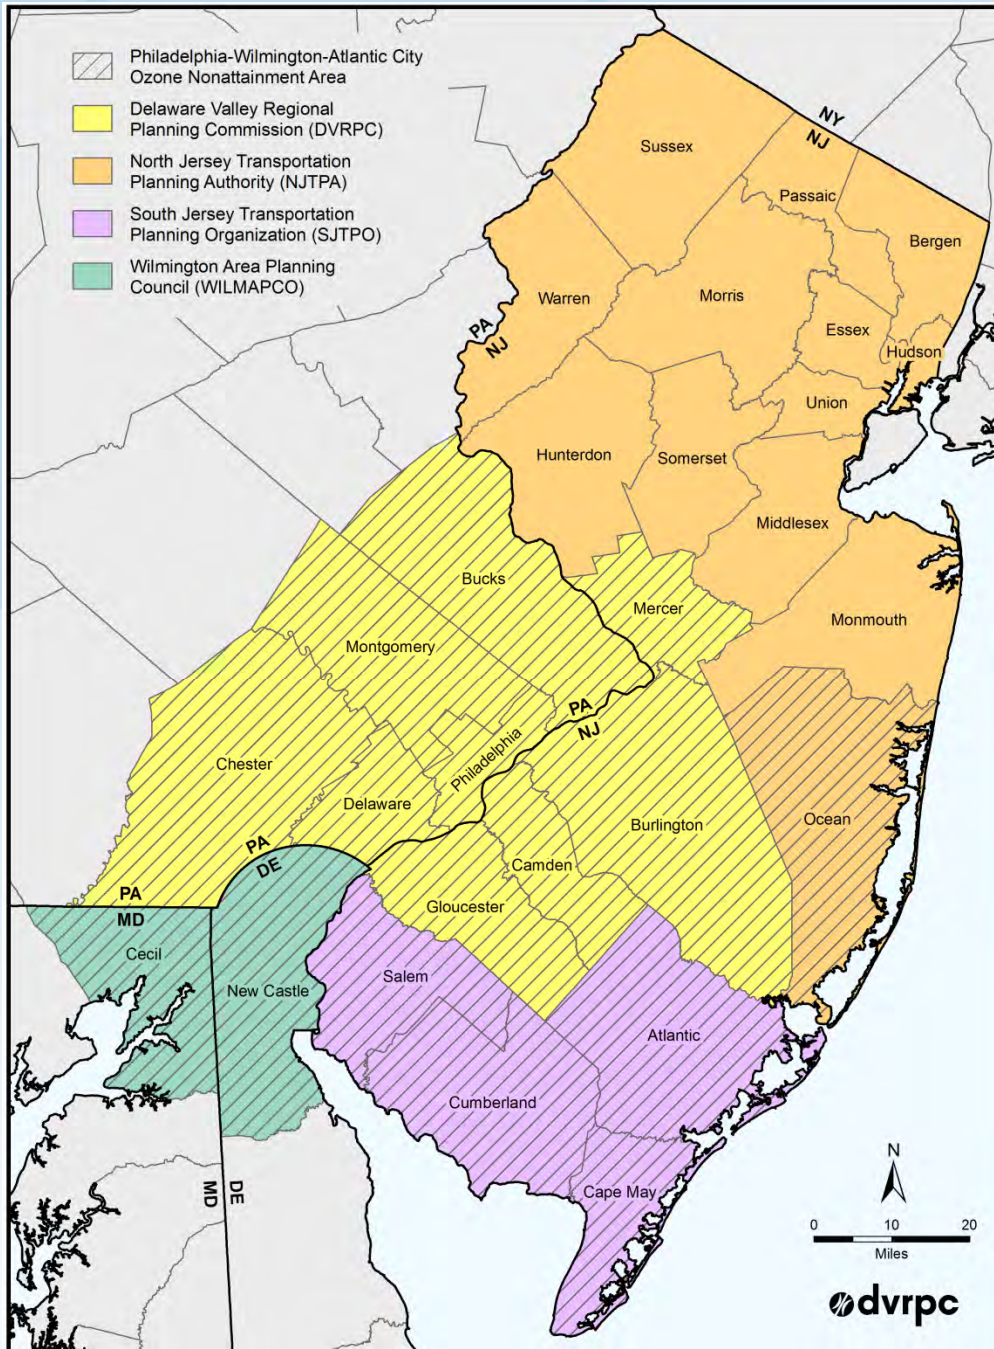 Philadelphia-Wilmington-Atlantic City
Ozone Nonattainment Area
Delaware Valley Regional
Planning Commission (DVRPC)
North Jersey Transportation
Planning Authority (NJTPA)
South Jersey Transportation
Planning Organization (SJTPO)
Wilmington Area Planning
Council (WILMAPCO)
NY
NJ
Sussex
Passaic
Bergen
Warren
Morris
PA
NJ
Essex
Hudson
Union
Hunterdon
Somerset
Middlesex
Bucks
Mercer
Monmouth
Montgomery
PA
NJ
Philadelphia
Chester
Delaware
Burlington
Ocean
Camden
PA
DE
Gloucester
PA
MD
Cecil
New Castle
Salem
Atlantic
Cumberland
Cape May
MD
DE
N
0 10 20
Miles
dvrpc